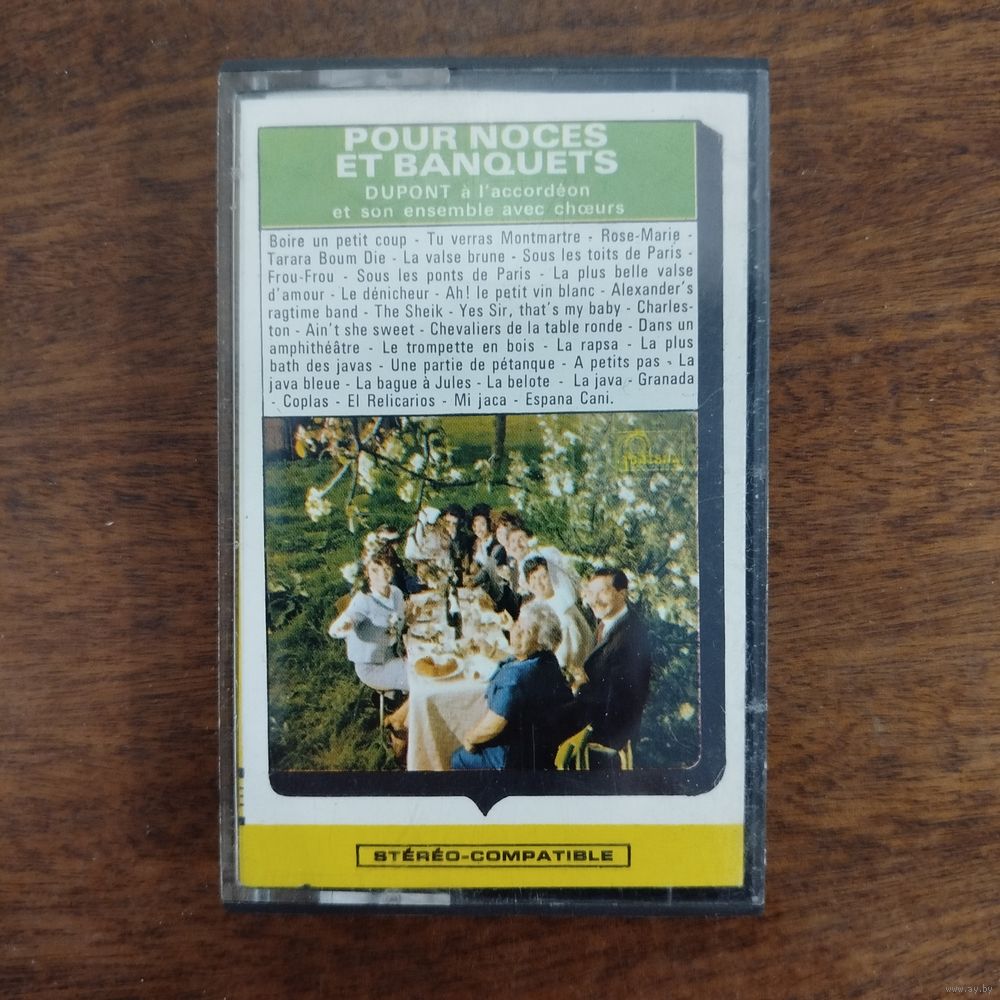 POUR NOCES
ET BANQUETS
DUPONT à l'accordéon
et son ensemble avec chœurs
Boire un petit coup - Tu verras Montmartre - Rose-Marie -
Tarara Boum Die - La valse brune - Sous les toits de Paris -
Frou-Frou - Sous les ponts de Paris - La plus belle valse
d'amour - Le dénicheur - Ah! le petit vin blanc - Alexander's
ragtime band - The Sheik - Yes Sir, that's my baby - Charles-
ton - Ain't she sweet - Chevaliers de la table ronde - Dans un
amphithéâtre - Le trompette en bois - La rapsa - La plus
bath des javas - Une partie de pétanque - A petits pas - La
java bleue - La bague à Jules - La belote - La java - Granada
- Coplas - El Relicarios - Mi jaca - Espana Cani.
STÉRÉO-COMPATIBLE
www.ay.by